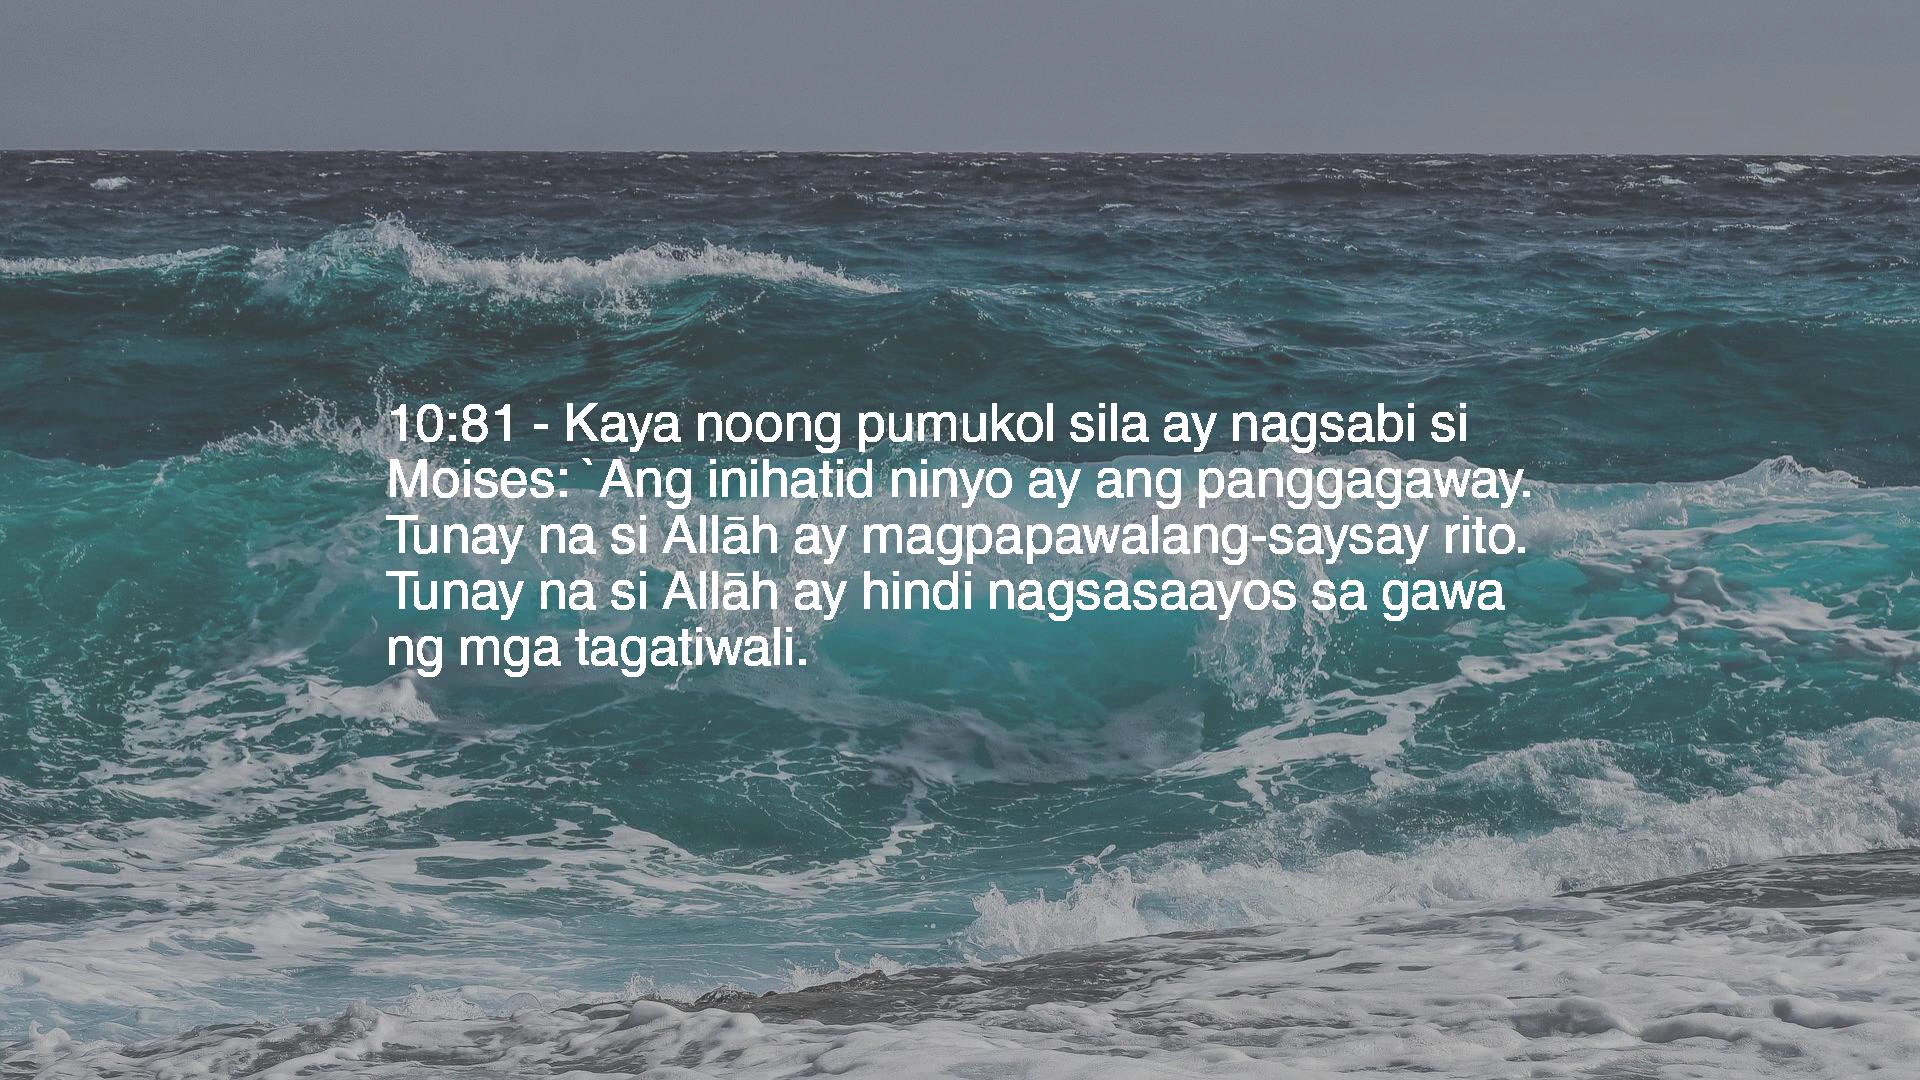 10:81 - Kaya noong pumukol sila ay nagsabi si
Moises: `Ang inihatid ninyo ay ang panggagaway.
Tunay na si Allāh ay magpapawalang-saysay rito.
Tunay na si Allāh ay hindi nagsasaayos sa gawa
ng mga tagatiwali.